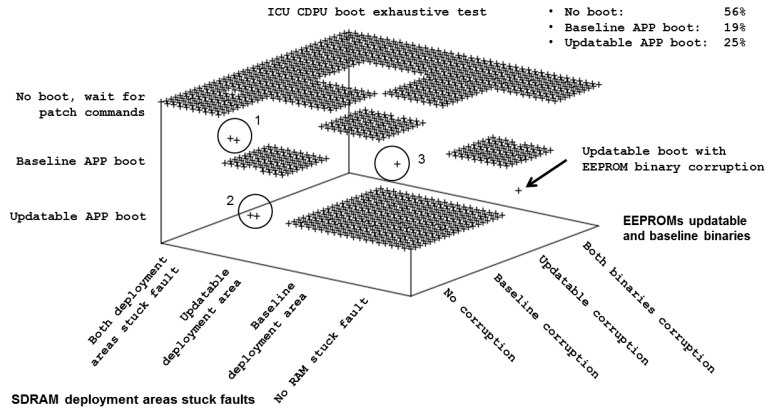 ICU CDPU boot exhaustive test
• No boot: 56%
• Baseline APP boot: 19%
• Updatable APP boot: 25%
No boot, wait for
patch commands
1
Baseline APP boot
3
Updatable boot with
EEPROM binary corruption
2
Updatable APP boot
EEPROMs updatable
and baseline binaries
Both deployment
areas stuck fault
Updatable
deployment area
Baseline
deployment area
No RAM stuck fault
No corruption
Baseline corruption
Updatable corruption
Both binaries corruption
SDRAM deployment areas stuck faults